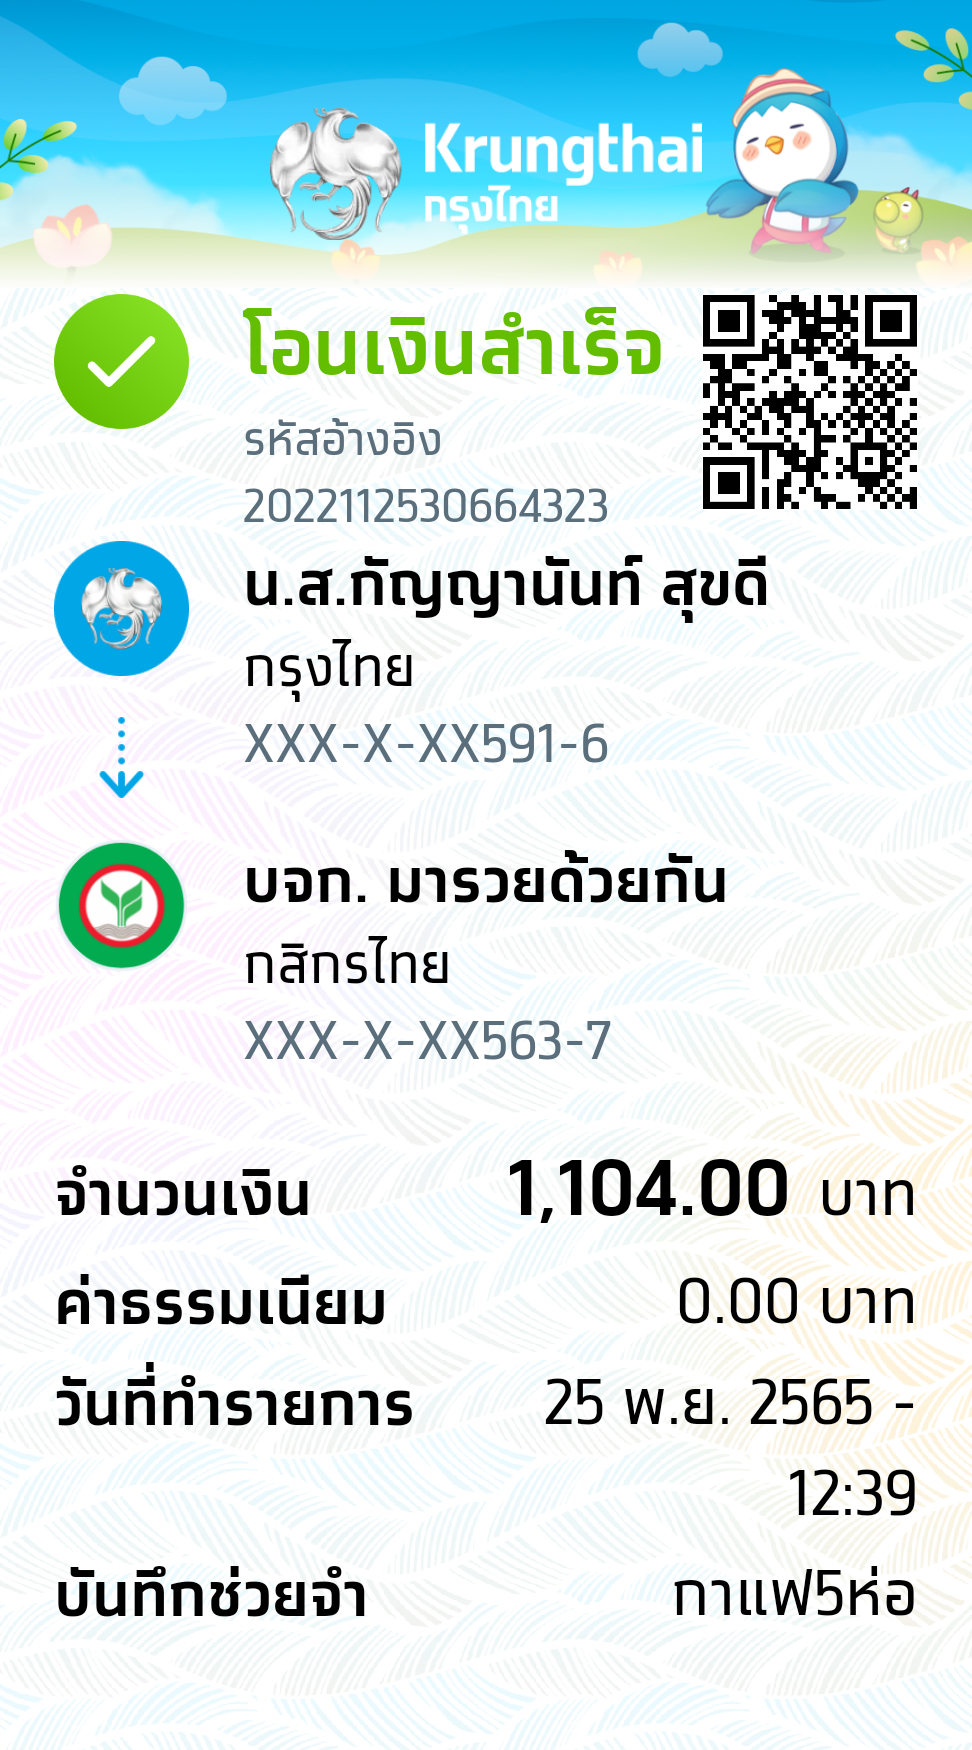 Krungthai
กรุงไทย
โอนเงินสำเร็จ
รหัสอ้างอิง
2022112530664323
น.ส.กัญญานันท์ สุขดี
กรุงไทย
XXX-X-XX591-6
บจก. มารวยด้วยกัน
กสิกรไทย
XXX-X-XX563-7
จำนวนเงิน 1,104.00 บาท
ค่าธรรมเนียม 0.00 บาท
วันที่ทำรายการ 25 พ.ย. 2565 -
12:39
บันทึกช่วยจำ กาแฟ5ห่อ